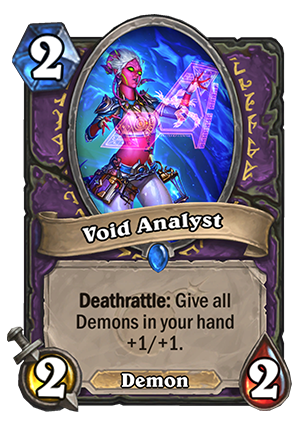 2
Void Analyst
Deathrattle: Give all
Demons in your hand
+1/+1.
2
Demon
2